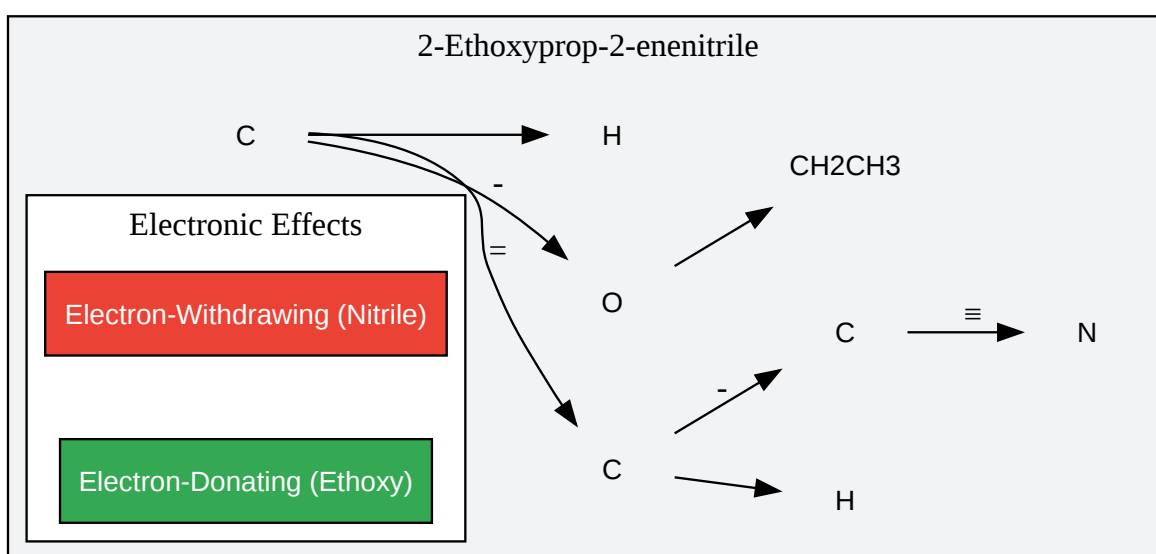 2-Ethoxyprop-2-enenitrile
C
H
CH2CH3
-
Electronic Effects
=
Electron-Withdrawing (Nitrile)
O
C
≡
N
-
Electron-Donating (Ethoxy)
C
H